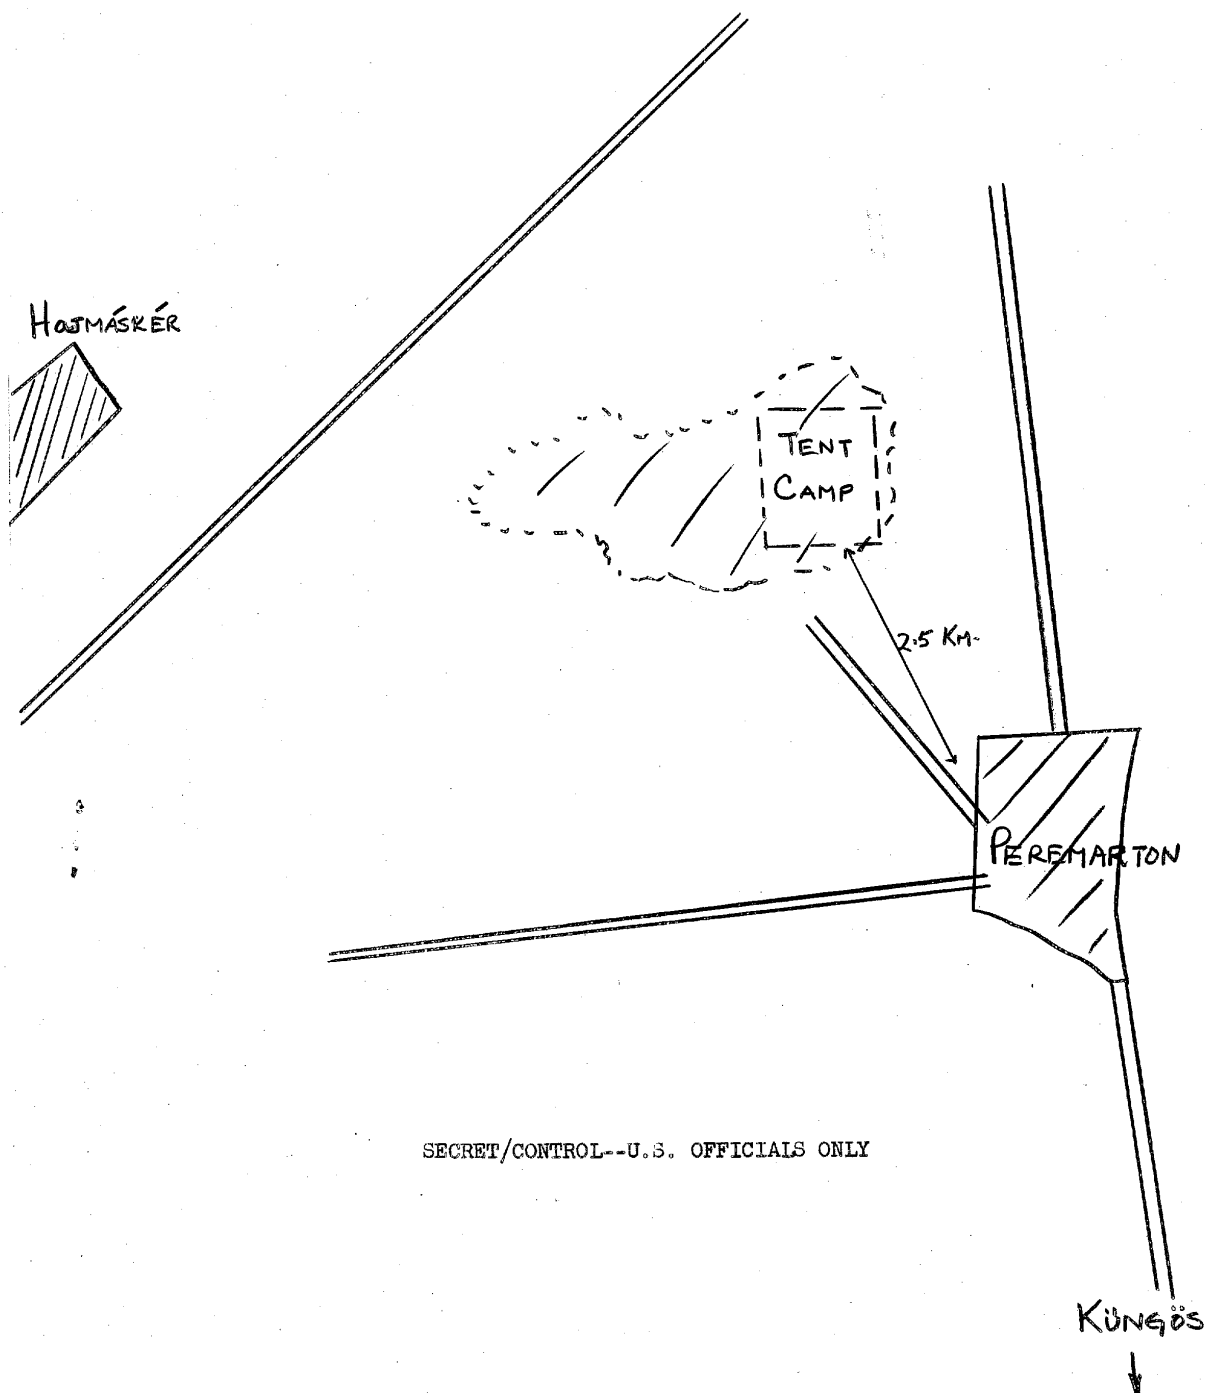 HAJMÁSKÉR
TENT
CAMP
2.5 KM.
PEREMARTON
SECRET/CONTROL--U.S. OFFICIALS ONLY
KÜNGÖS